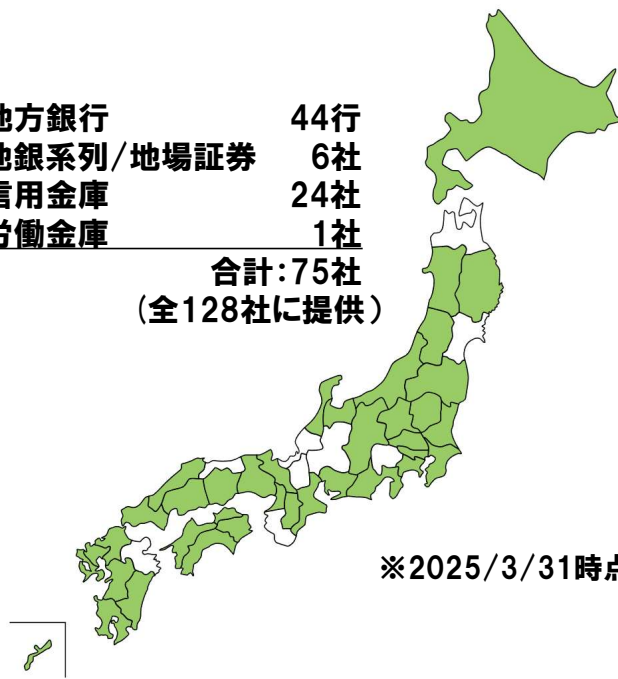 地方銀行 44行
地銀系列/地場証券 6社
信用金庫 24社
労働金庫 1社
合計:75社
(全128社に提供)
※2025/3/31時点